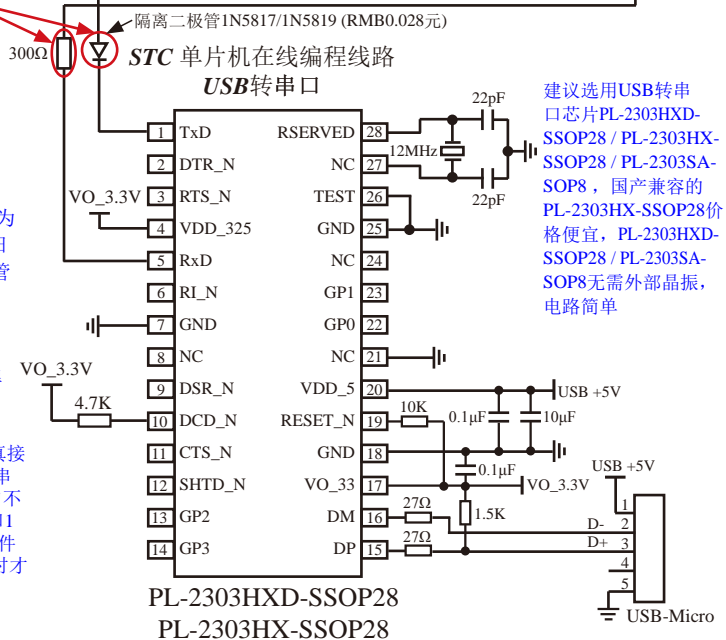 隔离二极管1N5817/1N5819 (RMB0.028元)
300Ω
STC 单片机在线编程线路
USB转串口
建议选用USB转串
口芯片PL-2303HXD-
SSOP28 / PL-2303HX-
SSOP28 / PL-2303SA-
SOP8，国产兼容的
PL-2303HX-SSOP28价
格便宜，PL-2303HXD-
SSOP28 / PL-2303SA-
SOP8无需外部晶振，
电路简单
22pF
12MHz
22pF
1 TxD RSERVED 28
2 DTR_N NC 27
VO_3.3V 3 RTS_N TEST 26
4 VDD_325 GND 25
5 RxD NC 24
6 RI_N GP1 23
7 GND GP0 22
8 NC NC 21
VO_3.3V
9 DSR_N VDD_5 20 USB +5V
4.7K
10 DCD_N RESET_N 19 10K 0.1μF 10μF
11 CTS_N GND 18
0.1μF USB +5V
12 SHTD_N VO_33 17 VO_3.3V
13 GP2 DM 16 27Ω 1.5K
14 GP3 DP 15 27Ω
1
D- 2
D+ 3
4
5
USB-Micro
为
管
接
串
不
件
时才
PL-2303HXD-SSOP28
PL-2303HX-SSOP28